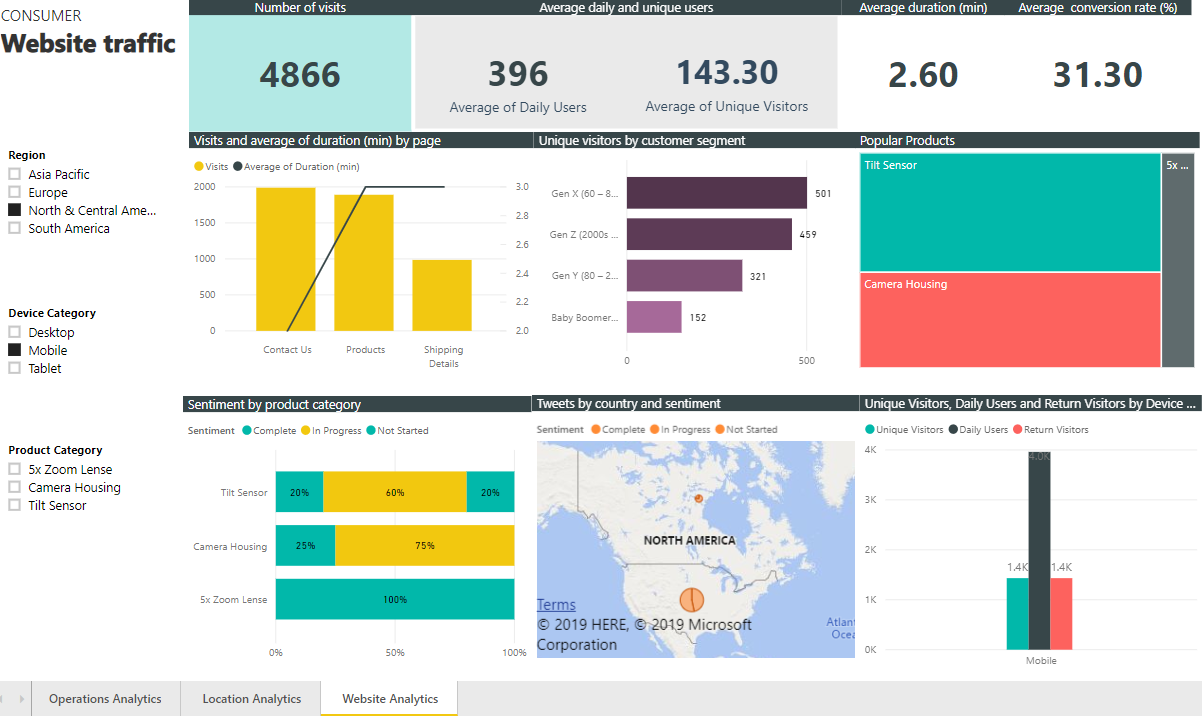 CONSUMER
Website traffic
Number of visits
4866
Average daily and unique users
396
Average of Daily Users
143.30
Average of Unique Visitors
Average duration (min)
2.60
Average conversion rate (%)
31.30
Region
Asia Pacific
Europe
North & Central Ame...
South America
Device Category
Desktop
Mobile
Tablet
Product Category
5x Zoom Lense
Camera Housing
Tilt Sensor
Visits and average of duration (min) by page
Visits Average of Duration (min)
2000
1500
1000
500
0
3.0
2.8
2.6
2.4
2.2
2.0
Contact Us
Products
Shipping
Details
Unique visitors by customer segment
Gen X (60 – 8... 501
Gen Z (2000s ... 459
Gen Y (80 – 2... 321
Baby Boomer... 152
0 500
Popular Products
Tilt Sensor
5x ...
Camera Housing
Sentiment by product category
Sentiment Complete In Progress Not Started
Tilt Sensor 20% 60% 20%
Camera Housing 25% 75%
5x Zoom Lense 100%
0% 50% 100%
Tweets by country and sentiment
Sentiment Complete In Progress Not Started
NORTH AMERICA
Terms
© 2019 HERE, © 2019 Microsoft
Corporation
Atlan
Ocea
Unique Visitors, Daily Users and Return Visitors by Device ...
Unique Visitors Daily Users Return Visitors
4K
3K
2K
1K
0K
4.0K
1.4K 1.4K
Mobile
Operations Analytics
Location Analytics
Website Analytics